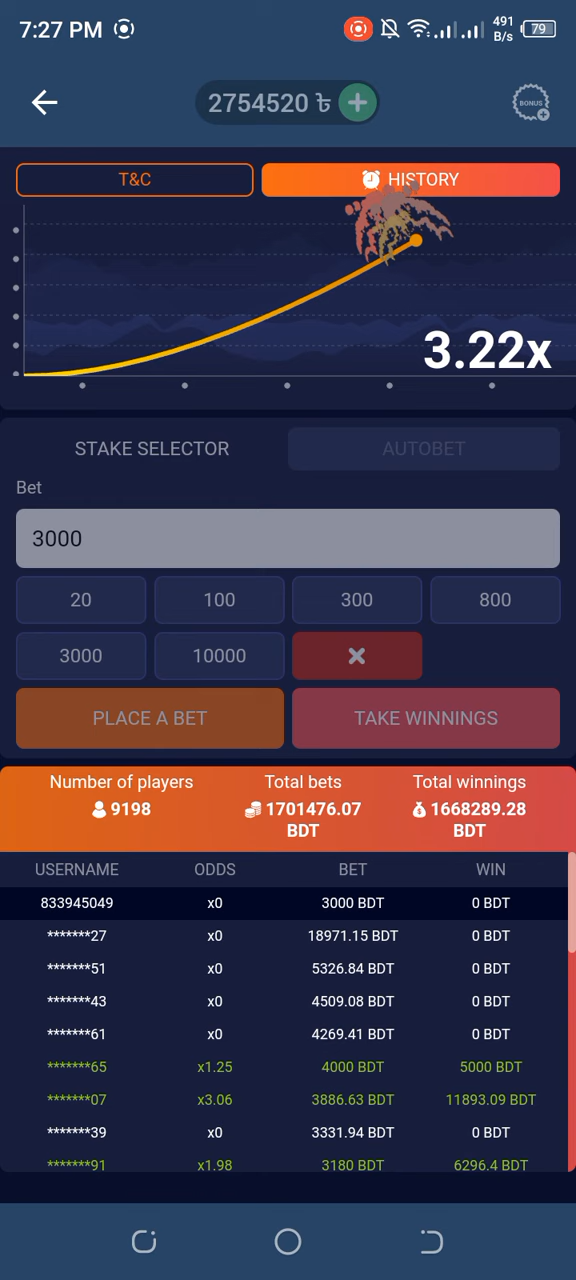 7:27 PM 491 B/s 79
2754520 ৳ BONUS
T&C HISTORY
3.22x
STAKE SELECTOR AUTOBET
Bet
3000
20 100 300 800
3000 10000
PLACE A BET TAKE WINNINGS
Number of players Total bets Total winnings
9198 1701476.07 BDT 1668289.28 BDT
USERNAME ODDS BET WIN
833945049 x0 3000 BDT 0 BDT
*******27 x0 18971.15 BDT 0 BDT
*******51 x0 5326.84 BDT 0 BDT
*******43 x0 4509.08 BDT 0 BDT
*******61 x0 4269.41 BDT 0 BDT
*******65 x1.25 4000 BDT 5000 BDT
*******07 x3.06 3886.63 BDT 11893.09 BDT
*******39 x0 3331.94 BDT 0 BDT
*******91 x1.98 3180 BDT 6296.4 BDT